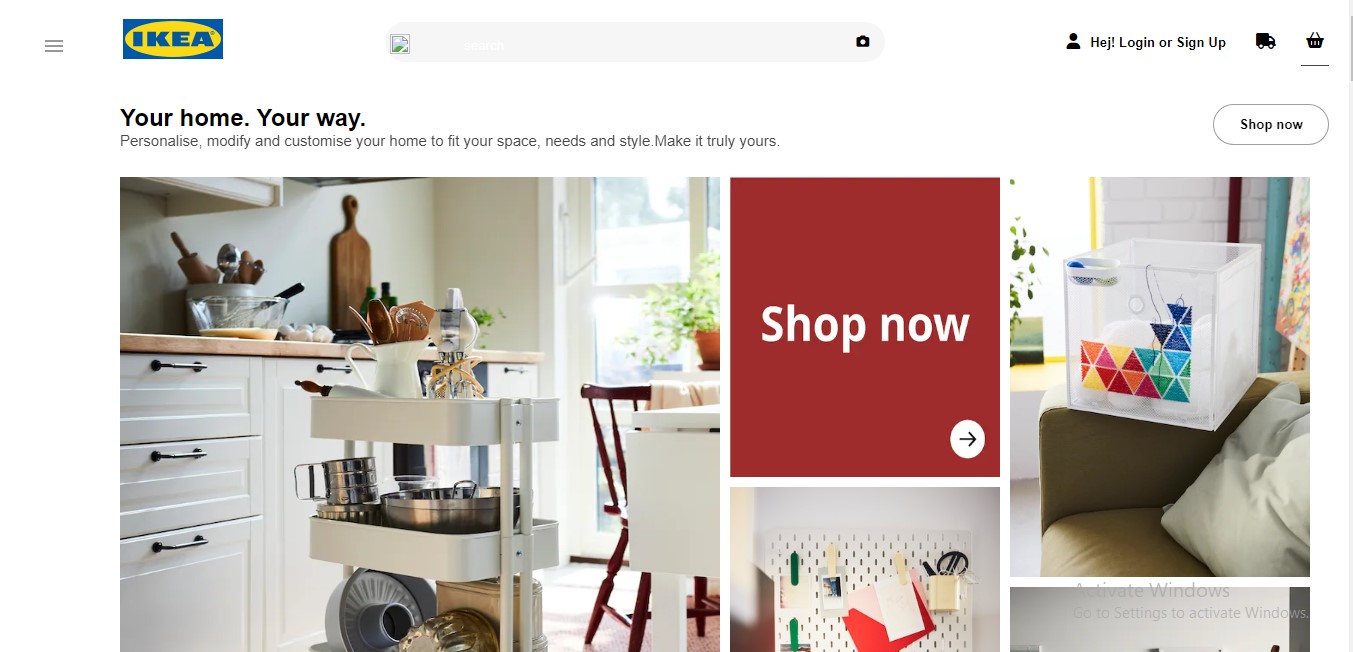 IKEA
search
Hej! Login or Sign Up
Your home. Your way.
Personalise, modify and customise your home to fit your space, needs and style.Make it truly yours.
Shop now
Shop now
Activate Windows
Go to Settings to activate Windows.